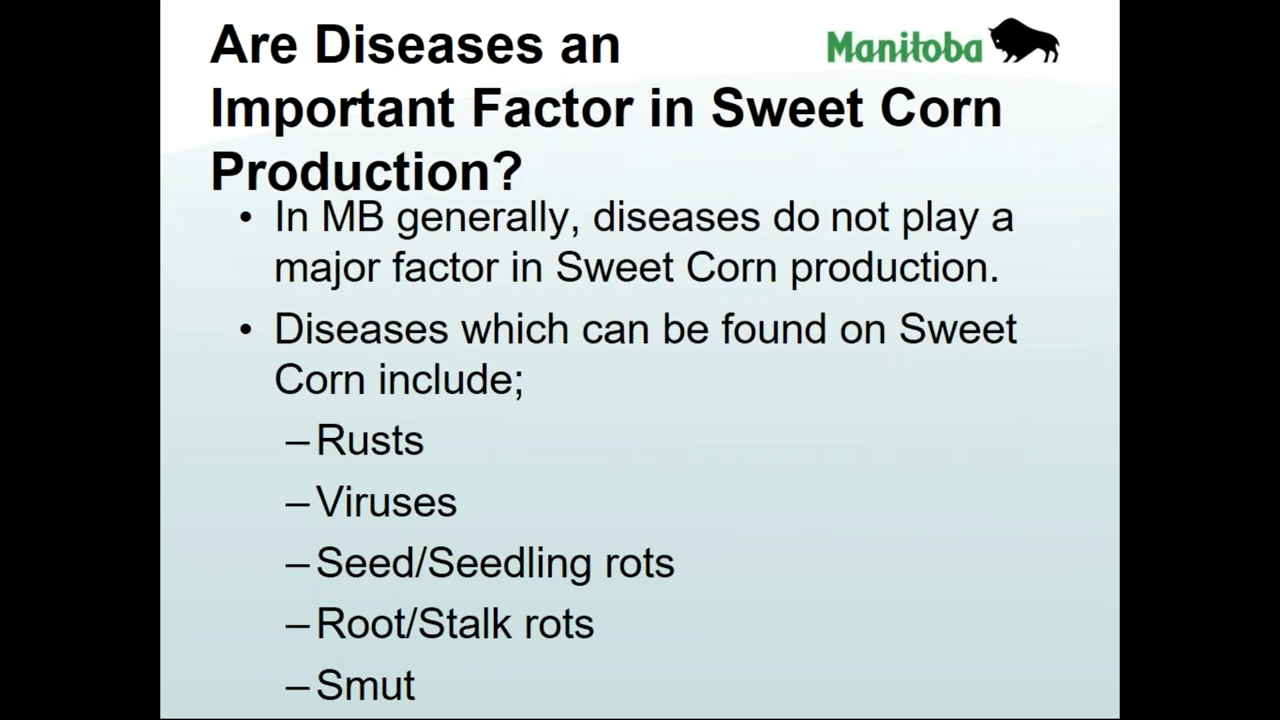 Are Diseases an
Manitoba
Important Factor in Sweet Corn
Production?
• In MB generally, diseases do not play a
major factor in Sweet Corn production.
• Diseases which can be found on Sweet
Corn include;
–Rusts
–Viruses
–Seed/Seedling rots
–Root/Stalk rots
–Smut